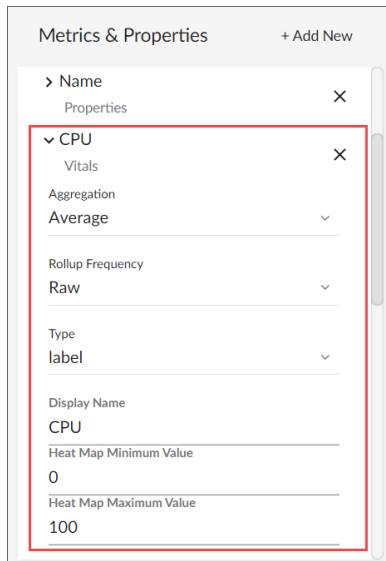 Metrics & Properties
+ Add New
Name
Properties
CPU
Vitals
Aggregation
Average
Rollup Frequency
Raw
Type
label
Display Name
CPU
Heat Map Minimum Value
0
Heat Map Maximum Value
100